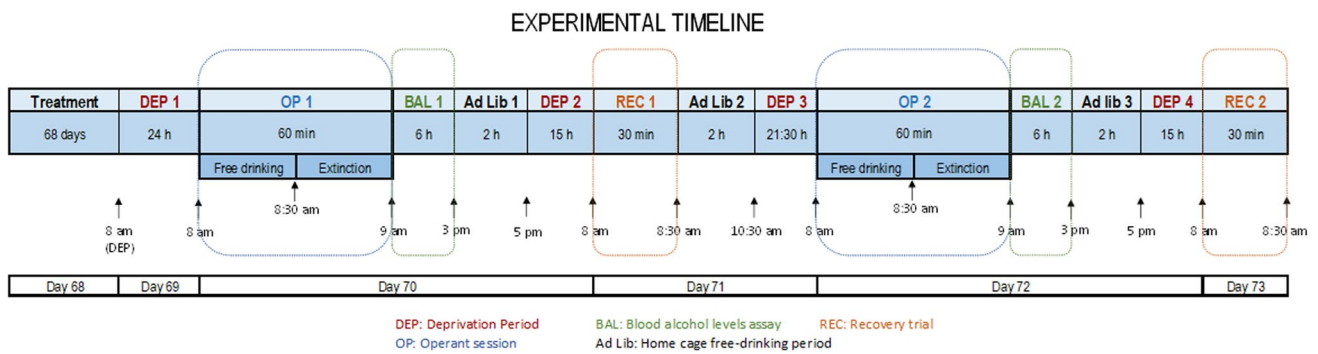 EXPERIMENTAL TIMELINE
Treatment DEP 1 OP 1 BAL 1 Ad Lib 1 DEP 2 REC 1 Ad Lib 2 DEP 3 OP 2 BAL 2 Ad lib 3 DEP 4 REC 2
68 days 24 h 60 min 6 h 2 h 15 h 30 min 2 h 21:30 h 60 min 6 h 2 h 15 h 30 min
Free drinking Extinction Free drinking Extinction
8:30 am 8:30 am
8 am 8 am 9 am 3 pm 5 pm 8 am 8:30 am 10:30 am 8 am 9 am 3 pm 5 pm 8 am 8:30 am
(DEP)
Day 68 Day 69 Day 70 Day 71 Day 72 Day 73
DEP: Deprivation Period BAL: Blood alcohol levels assay REC: Recovery trial
OP: Operant session Ad Lib: Home cage free-drinking period